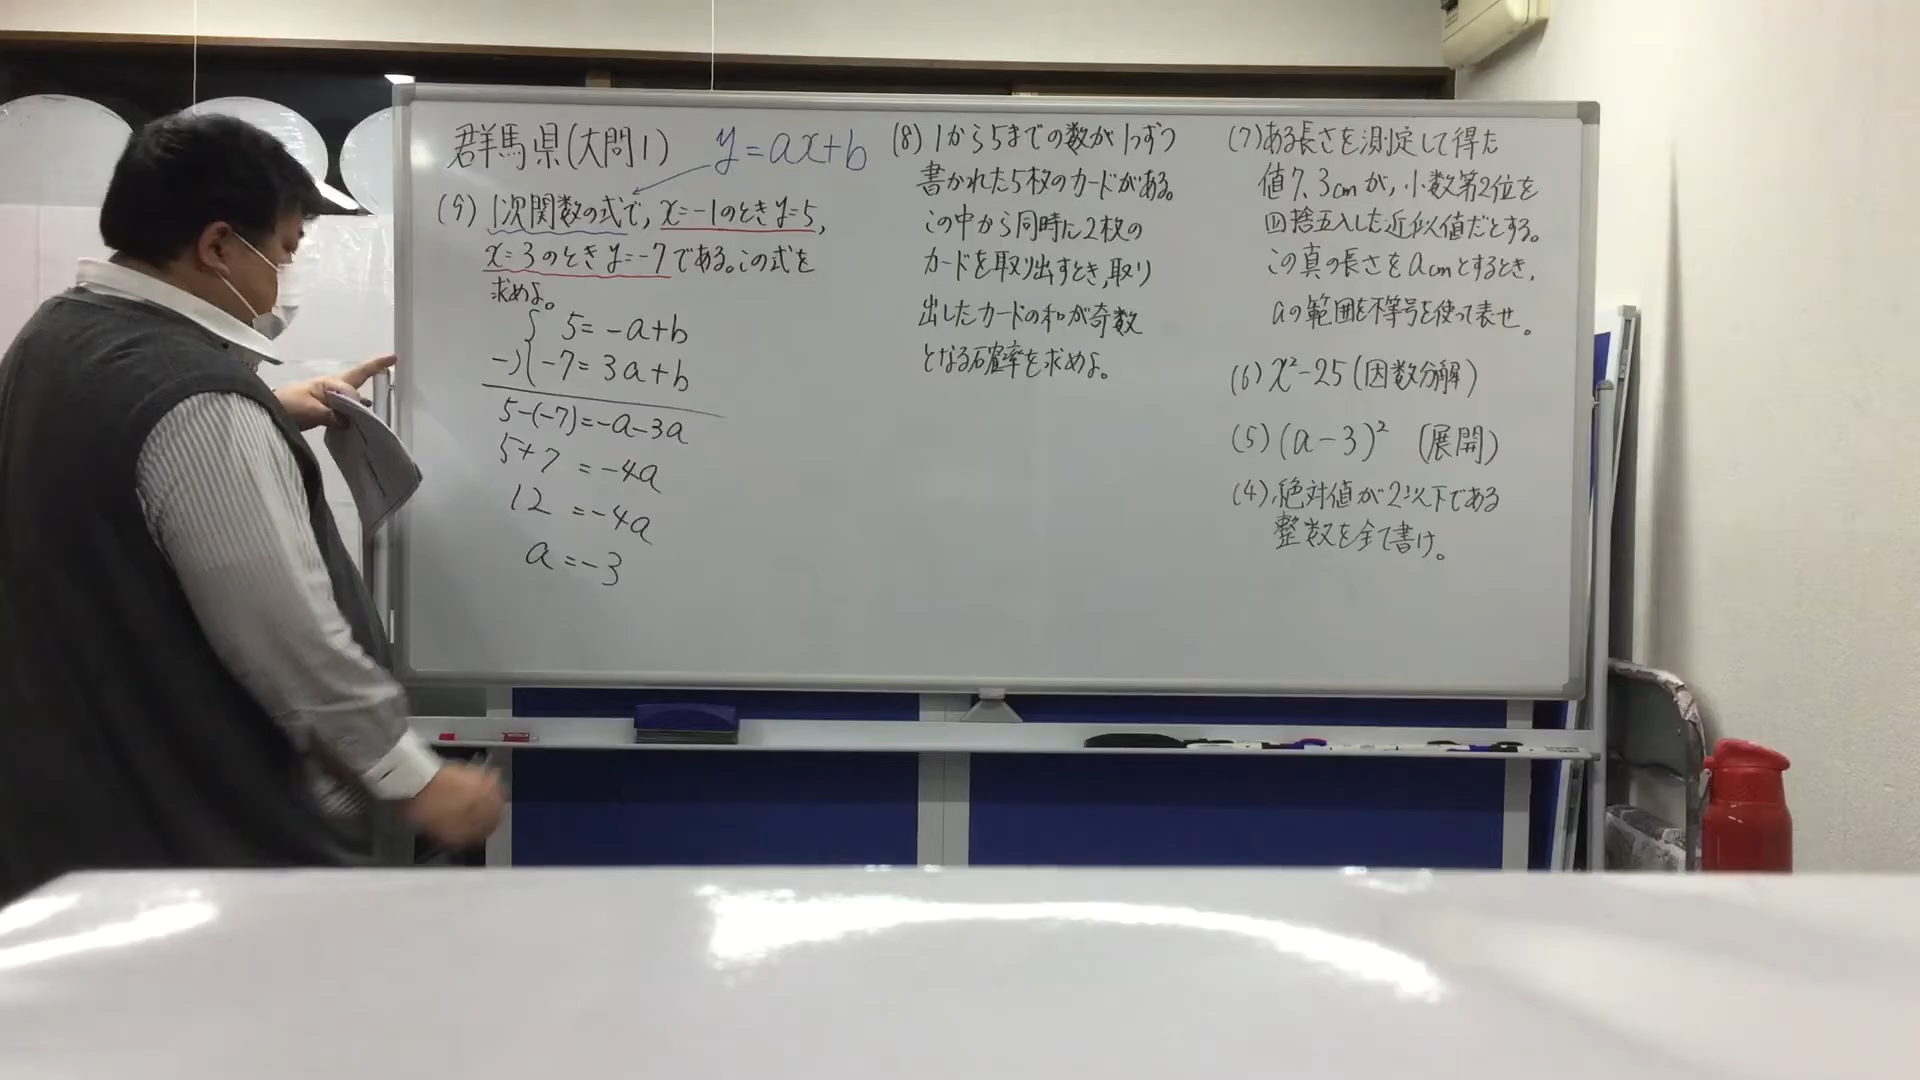 群馬県(大問1) y=ax+b
(9) 1次関数の式で, x=-1のときy=5,
x=3のときy=-7である。この式を
求めよ。
5=-a+b
-) -7=3a+b
5-(-7)=-a-3a
5+7=-4a
12=-4a
a=-3
(8) 1から5までの数が1つずつ
書かれた5枚のカードがある。
この中から同時に2枚の
カードを取り出すとき,取り
出したカードの和が奇数
となる確率を求めよ。
(7)ある長さを測定して得た
値7.3cmが,小数第2位を
四捨五入した近似値だとする。
この真の長さをacmとするとき,
aの範囲を不等号を使って表せ。
(6) x²-25(因数分解)
(5) (a-3)² (展開)
(4) 絶対値が2以下である
整数を全て書け。